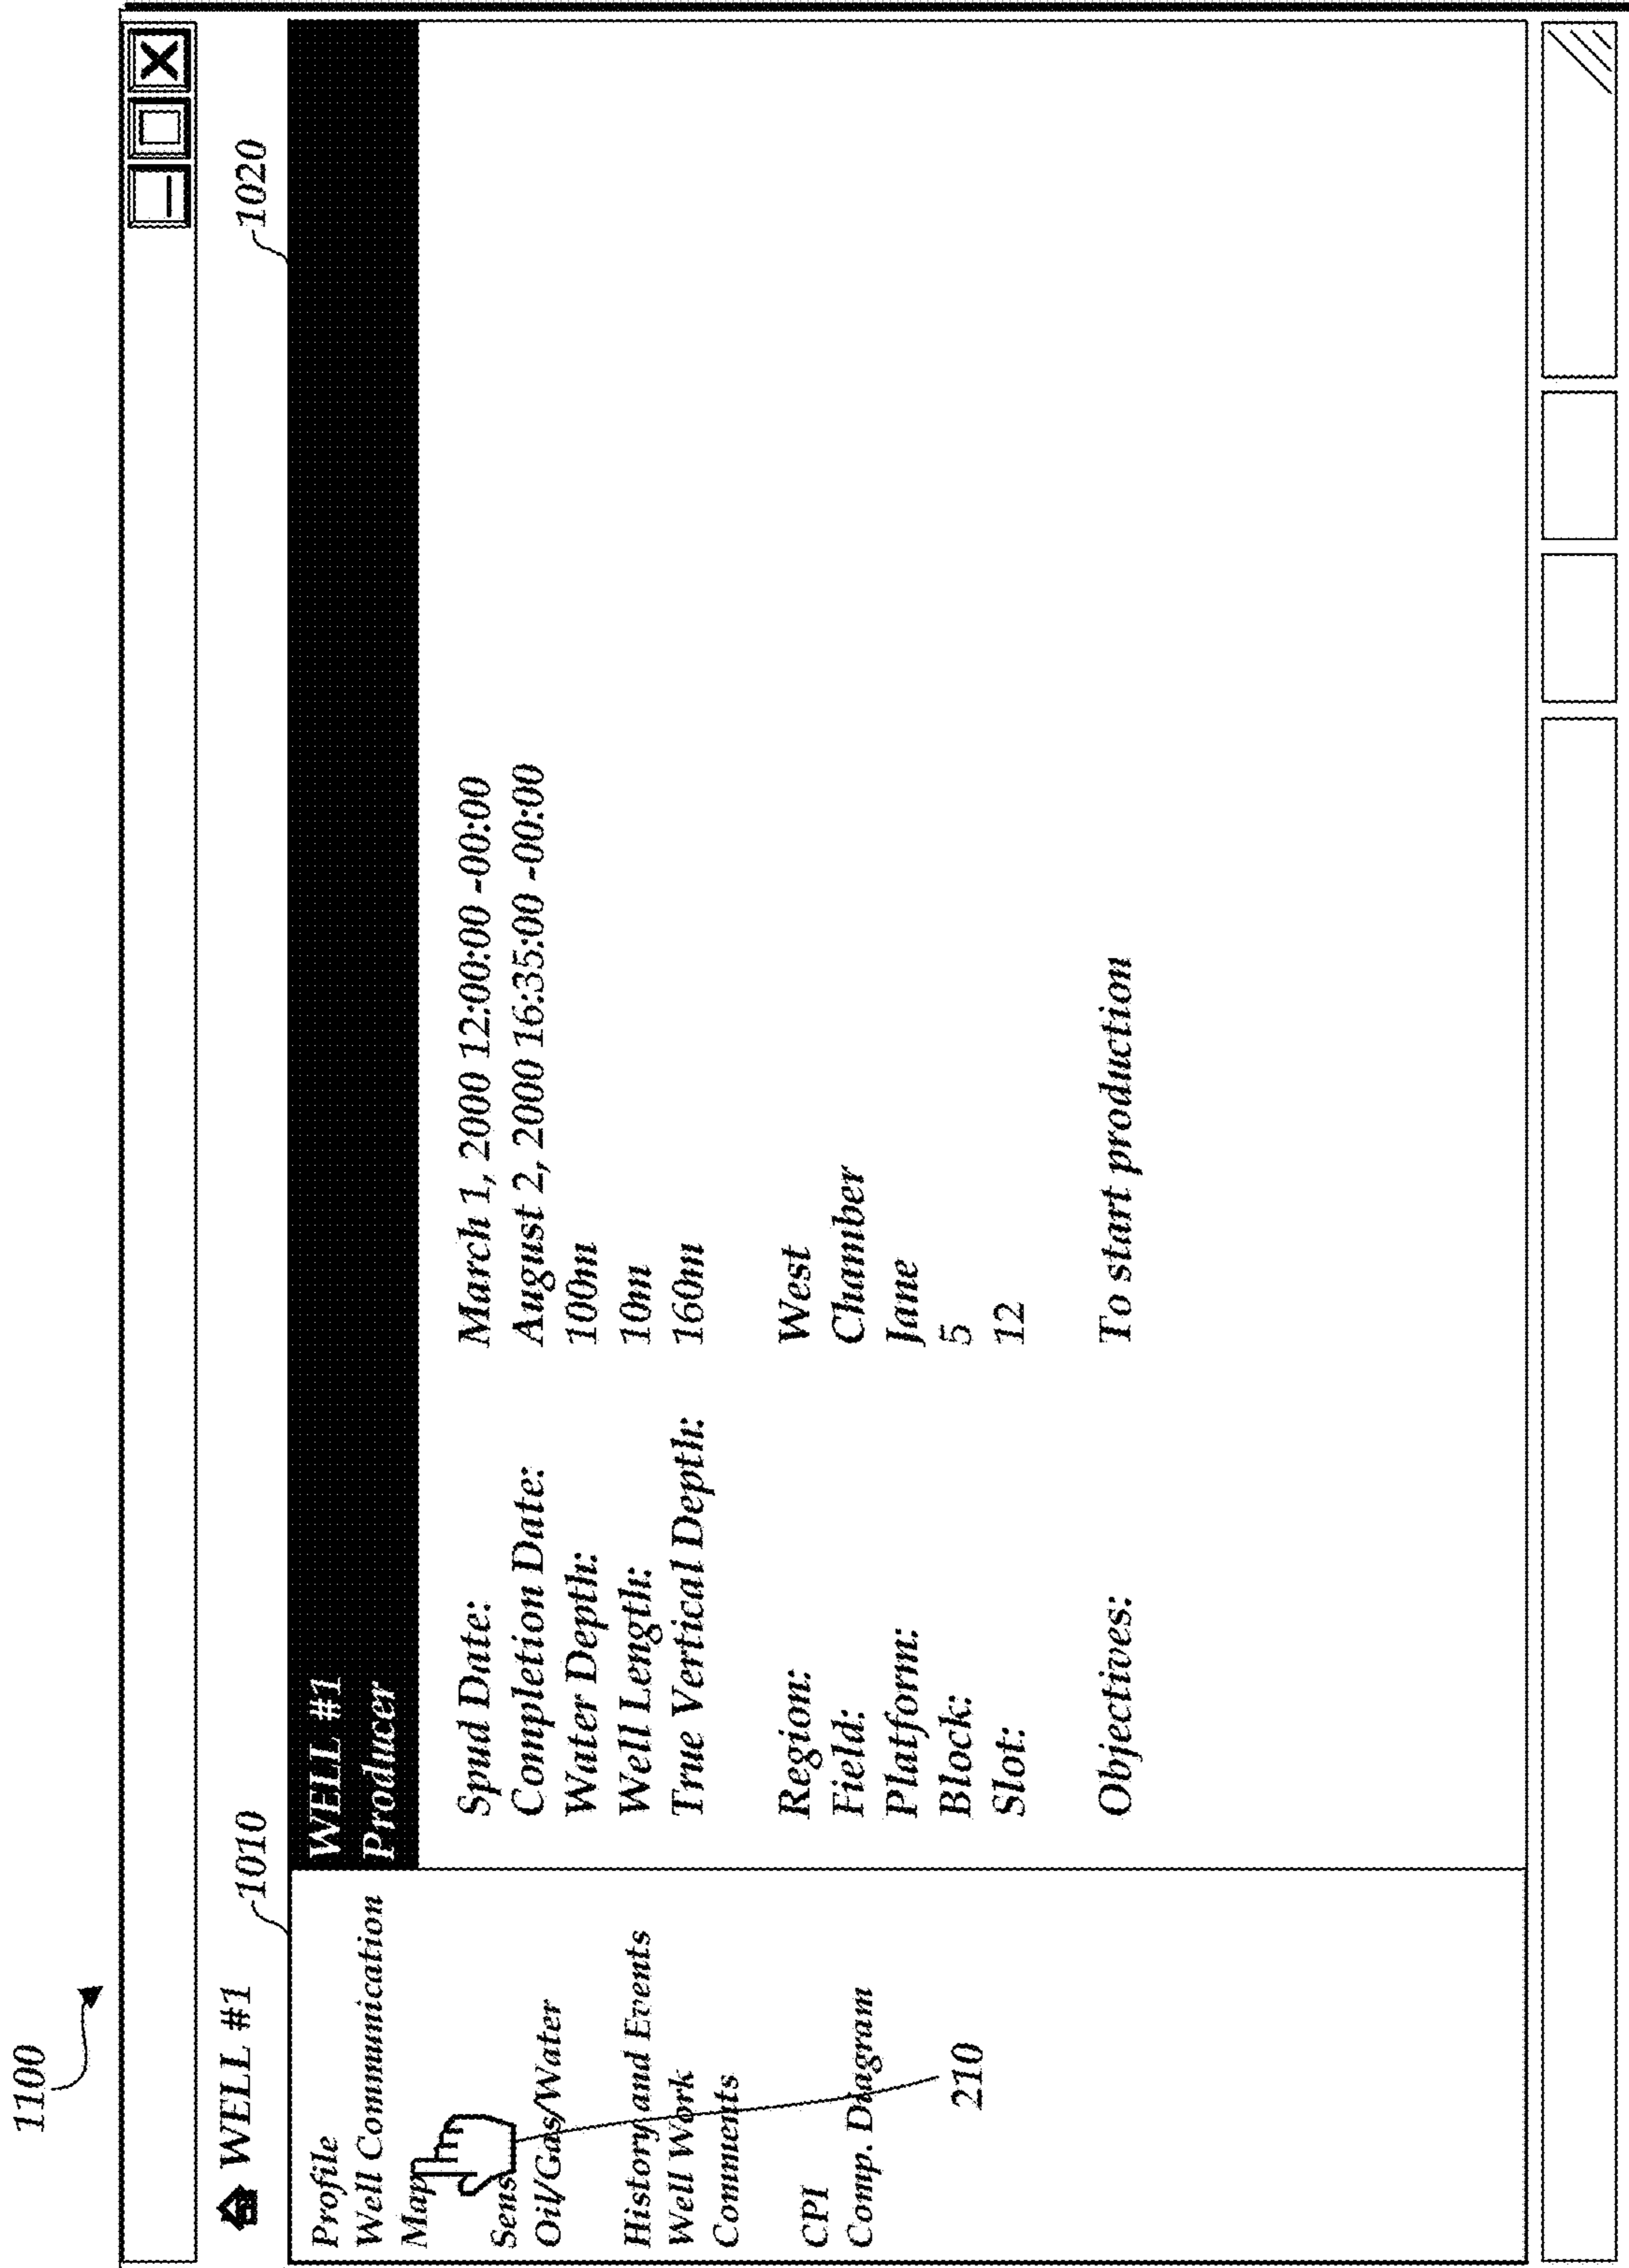 1100
WELL #1
1010
1020
Profile
Well Communication
Map
Sens
Oil/Gas/Water
History and Events
Well Work
Comments
CPI
Comp. Diagram
210
WELL #1
Producer
Spud Date: March 1, 2000 12:00:00 -00:00
Completion Date: August 2, 2000 16:35:00 -00:00
Water Depth: 100m
Well Length: 10m
True Vertical Depth: 160m
Region: West
Field: Chamber
Platform: Jane
Block: 5
Slot: 12
Objectives: To start production